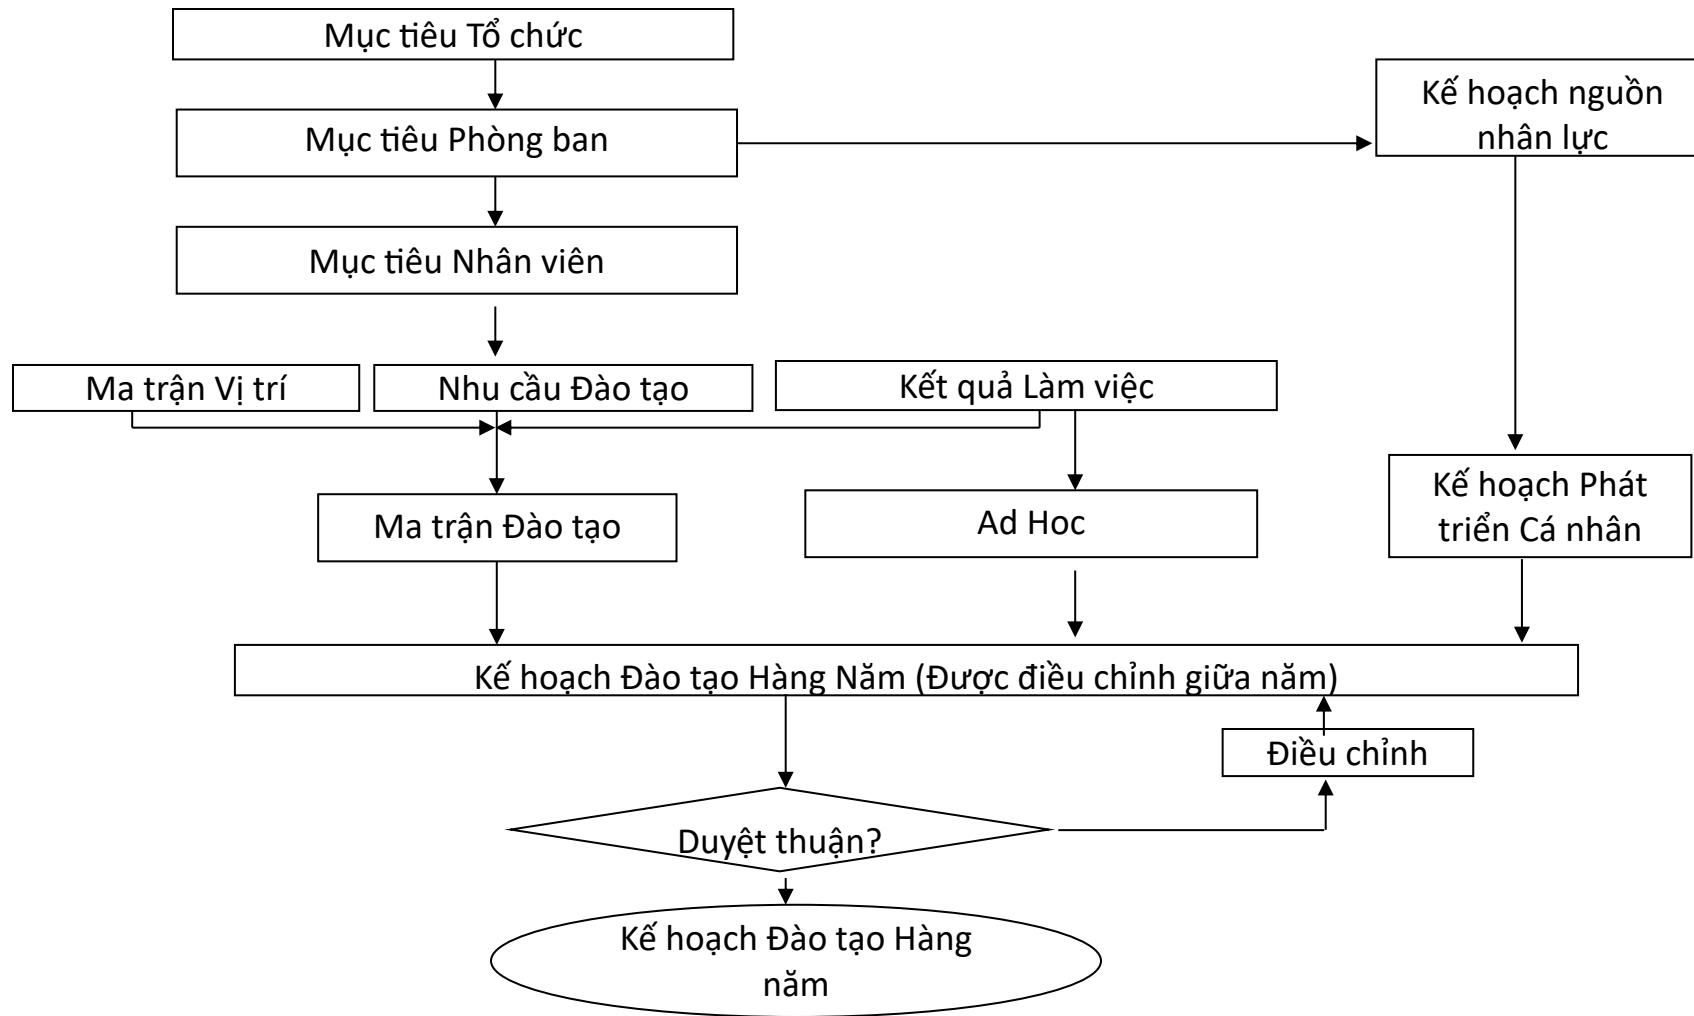 Mục tiêu Tổ chức
Kế hoạch nguồn
nhân lực
Mục tiêu Phòng ban
Mục tiêu Nhân viên
Ma trận Vị trí
Nhu cầu Đào tạo
Kết quả Làm việc
Ma trận Đào tạo
Ad Hoc
Kế hoạch Phát
triển Cá nhân
Kế hoạch Đào tạo Hàng Năm (Được điều chỉnh giữa năm)
Điều chỉnh
Duyệt thuận?
Kế hoạch Đào tạo Hàng
năm